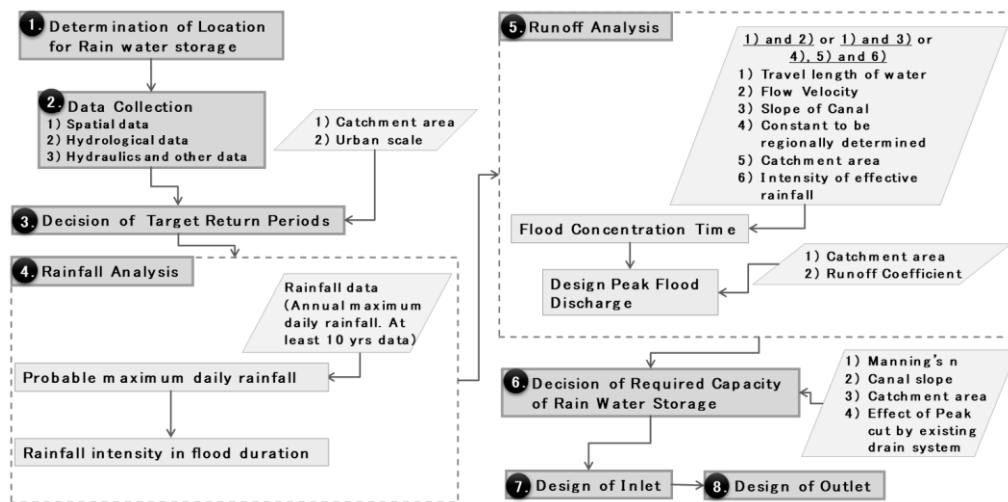 1. Determination of Location
for Rain water storage
2. Data Collection
1) Spatial data
2) Hydrological data
3) Hydraulics and other data
1) Catchment area
2) Urban scale
3. Decision of Target Return Periods
4. Rainfall Analysis
Rainfall data
(Annual maximum
daily rainfall. At
least 10 yrs data)
Probable maximum daily rainfall
Rainfall intensity in flood duration
5. Runoff Analysis
1) and 2) or 1) and 3) or
4), 5) and 6)
1) Travel length of water
2) Flow Velocity
3) Slope of Canal
4) Constant to be
regionally determined
5) Catchment area
6) Intensity of effective
rainfall
Flood Concentration Time
1) Catchment area
2) Runoff Coefficient
Design Peak Flood
Discharge
6. Decision of Required Capacity
of Rain Water Storage
1) Manning's n
2) Canal slope
3) Catchment area
4) Effect of Peak
cut by existing
drain system
7. Design of Inlet
8. Design of Outlet